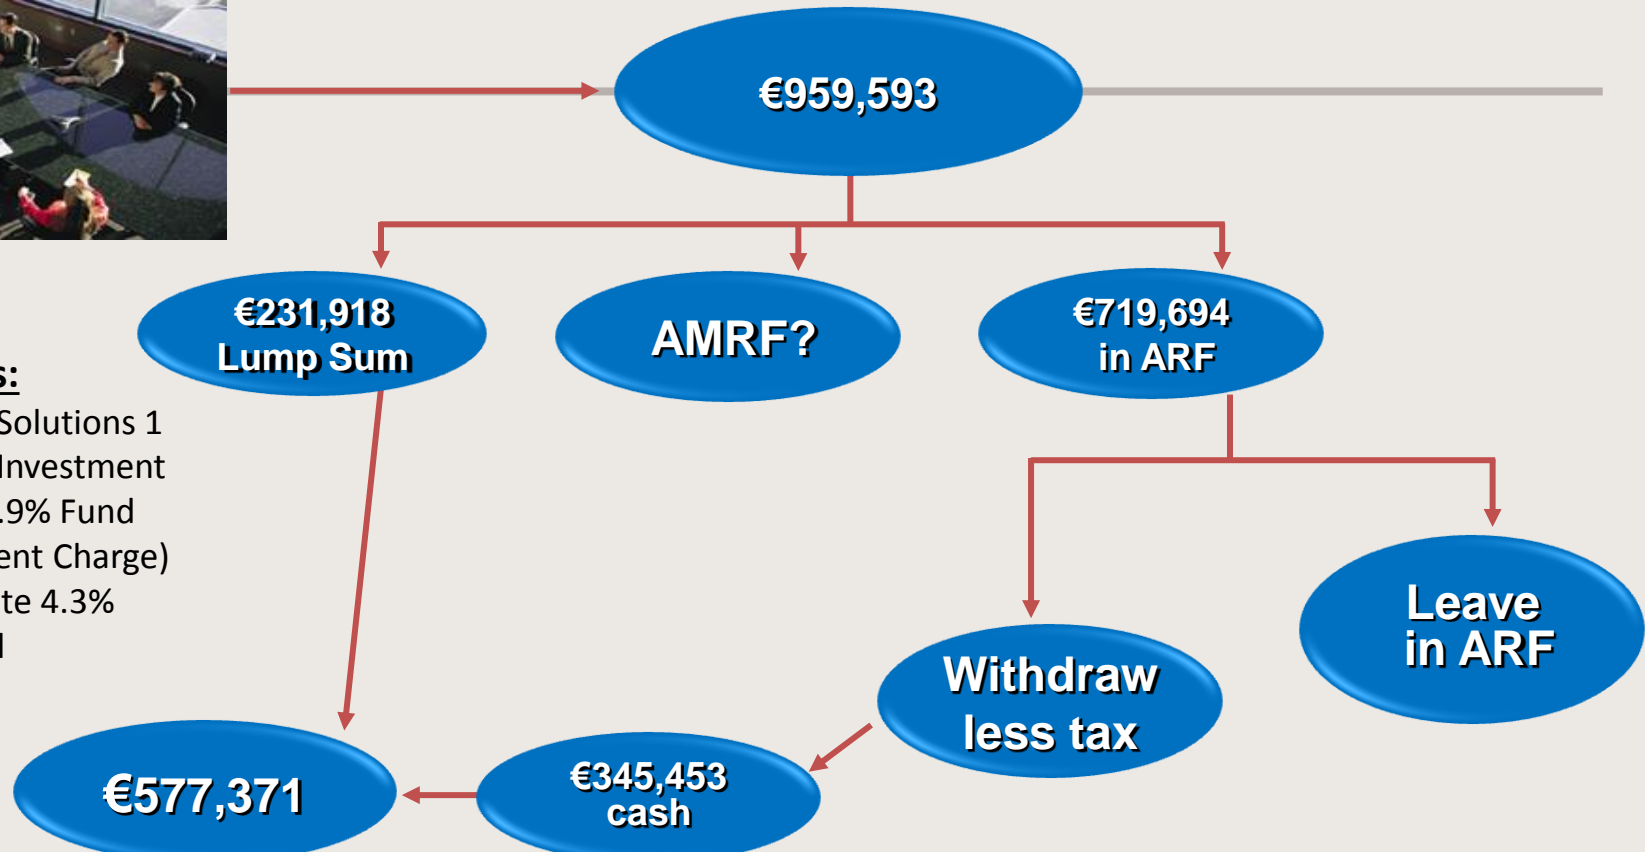 €959,593
€231,918
Lump Sum
AMRF?
€719,694
in ARF
s:
Solutions 1
Investment
.9% Fund
ent Charge)
te 4.3%
Leave
in ARF
Withdraw
less tax
€345,453
cash
€577,371